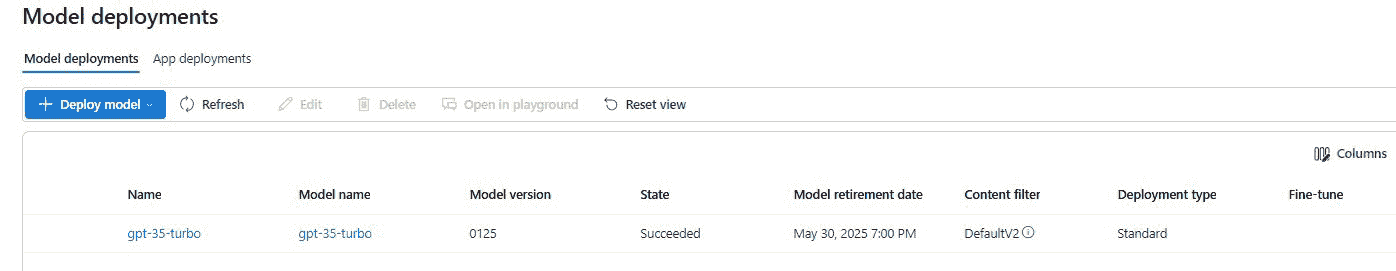 Model deployments
Model deployments App deployments
Deploy model Refresh Edit Delete Open in playground Reset view
Columns
Name Model name Model version State Model retirement date Content filter Deployment type Fine-tune
gpt-35-turbo gpt-35-turbo 0125 Succeeded May 30, 2025 7:00 PM DefaultV2 Standard